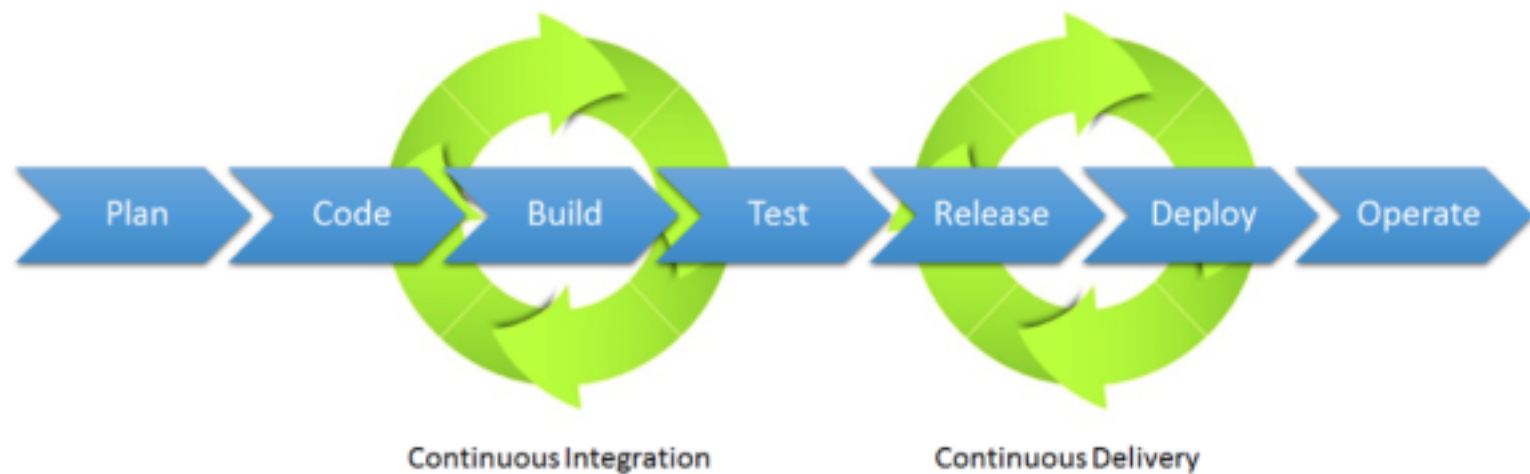 Plan Code Build Test Release Deploy Operate
Continuous Integration Continuous Delivery